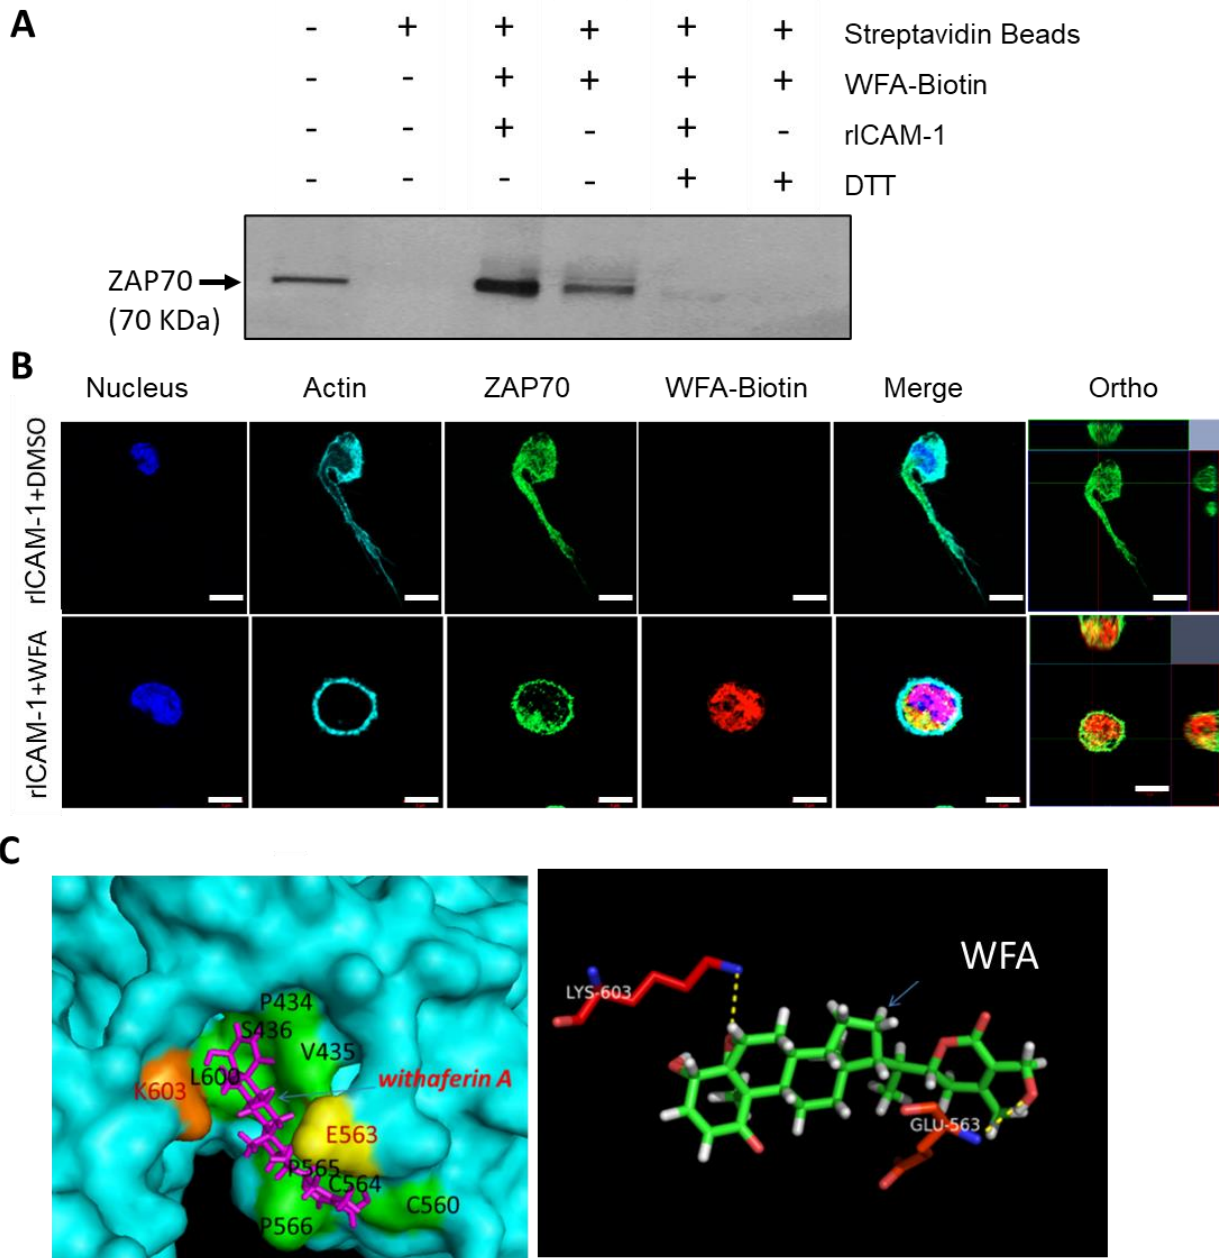 A
- + + + + + Streptavidin Beads
- - + + + + WFA-Biotin
- - + - + - rICAM-1
- - - - + + DTT
ZAP70
(70 KDa)
B
Nucleus Actin ZAP70 WFA-Biotin Merge Ortho
rICAM-1+DMSO
rICAM-1+WFA
C
P434
S436
V435
L600
K603
withaferin A
E563
P565
C564
C560
P566
WFA
LYS-603
GLU-563